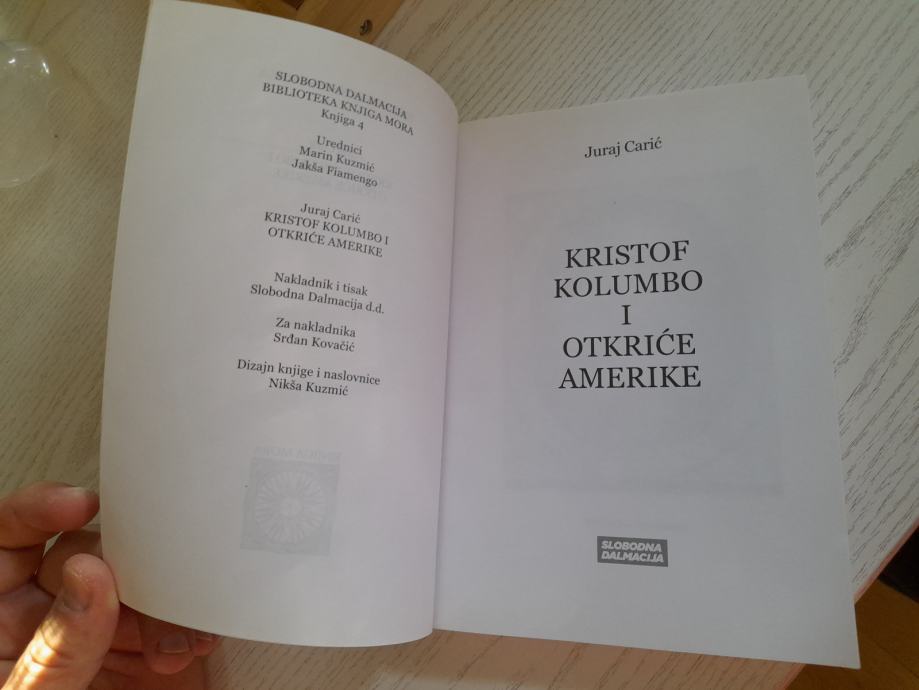 SLOBODNA DALMACIJA
BIBLIOTEKA KNJIGA MORA
Knjiga 4
Urednici
Marin Kuzmić
Jakša Fiamengo
Juraj Carić
KRISTOF KOLUMBO I
OTKRIĆE AMERIKE
Nakladnik i tisak
Slobodna Dalmacija d.d.
Za nakladnika
Srđan Kovačić
Dizajn knjige i naslovnice
Nikša Kuzmić
Juraj Carić
KRISTOF
KOLUMBO
I
OTKRIĆE
AMERIKE
SLOBODNA
DALMACIJA